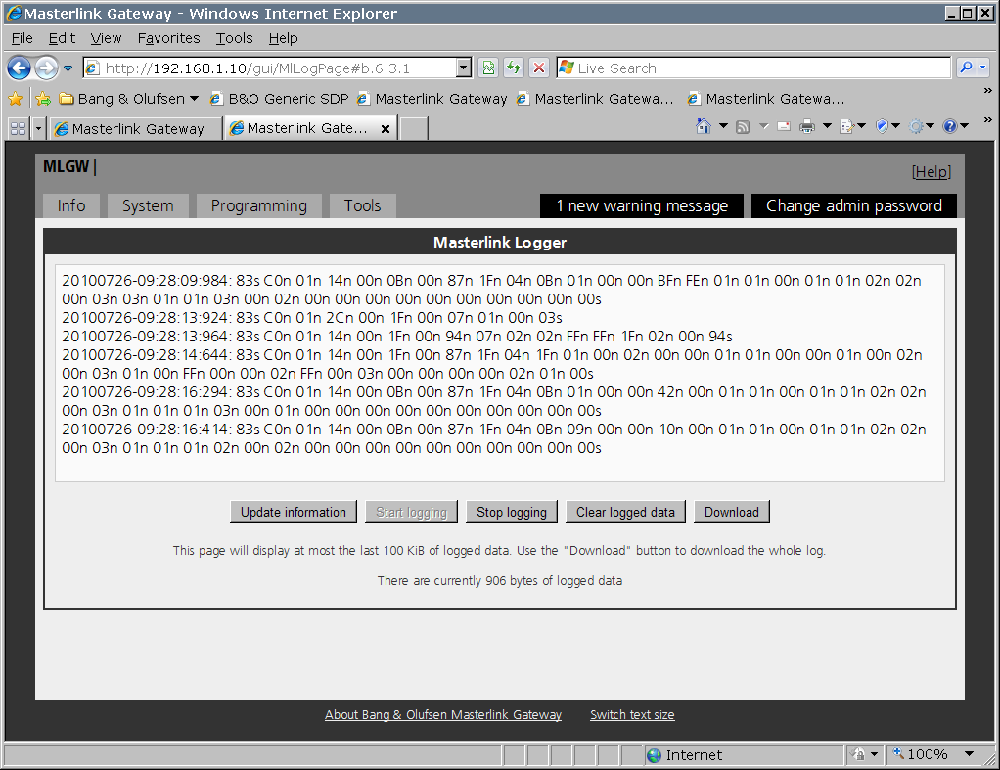 Masterlink Gateway - Windows Internet Explorer
File Edit View Favorites Tools Help
http://192.168.1.10/gui/MlLogPage#b.6.3.1 Live Search
Bang & Olufsen B&O Generic SDP Masterlink Gateway Masterlink Gatewa... Masterlink Gatewa... »
Masterlink Gateway Masterlink Gate... »
MLGW |
[Help]
Info System Programming Tools 1 new warning message Change admin password
Masterlink Logger
20100726-09:28:09:984: 83s C0n 01n 14n 00n 0Bn 00n 87n 1Fn 04n 0Bn 01n 00n 00n BFn FEn 01n 01n 00n 01n 01n 02n 02n
00n 03n 03n 01n 01n 03n 00n 02n 00n 00n 00n 00n 00n 00n 00n 00n 00n 00s
20100726-09:28:13:924: 83s C0n 01n 2Cn 00n 1Fn 00n 07n 01n 00n 03s
20100726-09:28:13:964: 83s C0n 01n 14n 00n 1Fn 00n 94n 07n 02n 02n FFn FFn 1Fn 02n 00n 94s
20100726-09:28:14:644: 83s C0n 01n 14n 00n 1Fn 00n 87n 1Fn 04n 1Fn 01n 00n 02n 00n 00n 01n 01n 00n 00n 01n 00n 02n
00n 03n 01n 00n FFn 00n 00n 02n FFn 00n 03n 00n 00n 00n 00n 02n 01n 00s
20100726-09:28:16:294: 83s C0n 01n 14n 00n 0Bn 00n 87n 1Fn 04n 0Bn 01n 00n 00n 42n 00n 01n 01n 00n 01n 01n 02n 02n
00n 03n 01n 01n 01n 03n 00n 01n 00n 00n 00n 00n 00n 00n 00n 00n 00n 00s
20100726-09:28:16:414: 83s C0n 01n 14n 00n 0Bn 00n 87n 1Fn 04n 0Bn 09n 00n 00n 10n 00n 01n 01n 00n 01n 01n 02n 02n
00n 03n 01n 01n 01n 02n 00n 02n 00n 00n 00n 00n 00n 00n 00n 00n 00n 00s
Update information Start logging Stop logging Clear logged data Download
This page will display at most the last 100 KiB of logged data. Use the "Download" button to download the whole log.
There are currently 906 bytes of logged data
About Bang & Olufsen Masterlink Gateway Switch text size
Internet 100%